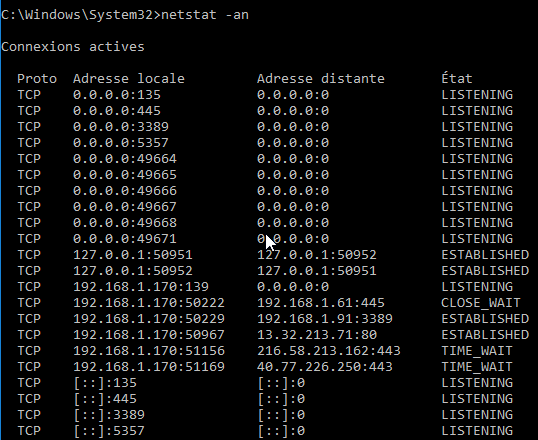 C:\Windows\System32>netstat -an
Connexions actives
Proto  Adresse locale         Adresse distante       État
TCP    0.0.0.0:135            0.0.0.0:0              LISTENING
TCP    0.0.0.0:445            0.0.0.0:0              LISTENING
TCP    0.0.0.0:3389           0.0.0.0:0              LISTENING
TCP    0.0.0.0:5357           0.0.0.0:0              LISTENING
TCP    0.0.0.0:49664          0.0.0.0:0              LISTENING
TCP    0.0.0.0:49665          0.0.0.0:0              LISTENING
TCP    0.0.0.0:49666          0.0.0.0:0              LISTENING
TCP    0.0.0.0:49667          0.0.0.0:0              LISTENING
TCP    0.0.0.0:49668          0.0.0.0:0              LISTENING
TCP    0.0.0.0:49671          0.0.0.0:0              LISTENING
TCP    127.0.0.1:50951        127.0.0.1:50952        ESTABLISHED
TCP    127.0.0.1:50952        127.0.0.1:50951        ESTABLISHED
TCP    192.168.1.170:139      0.0.0.0:0              LISTENING
TCP    192.168.1.170:50222    192.168.1.61:445       CLOSE_WAIT
TCP    192.168.1.170:50229    192.168.1.91:3389      ESTABLISHED
TCP    192.168.1.170:50967    13.32.213.71:80        ESTABLISHED
TCP    192.168.1.170:51156    216.58.213.162:443     TIME_WAIT
TCP    192.168.1.170:51169    40.77.226.250:443      TIME_WAIT
TCP    [::]:135               [::]:0                 LISTENING
TCP    [::]:445               [::]:0                 LISTENING
TCP    [::]:3389              [::]:0                 LISTENING
TCP    [::]:5357              [::]:0                 LISTENING